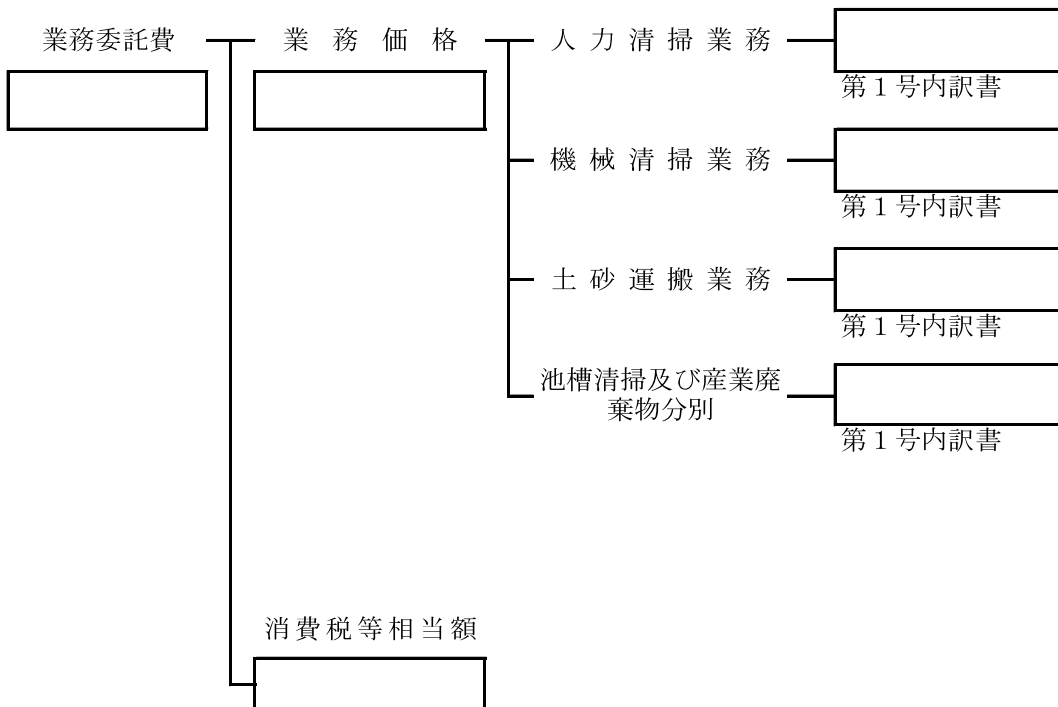 業務委託費 業務価格 人力清掃業務
第１号内訳書
機械清掃業務
第１号内訳書
土砂運搬業務
第１号内訳書
池槽清掃及び産業廃
棄物分別
第１号内訳書
消費税等相当額